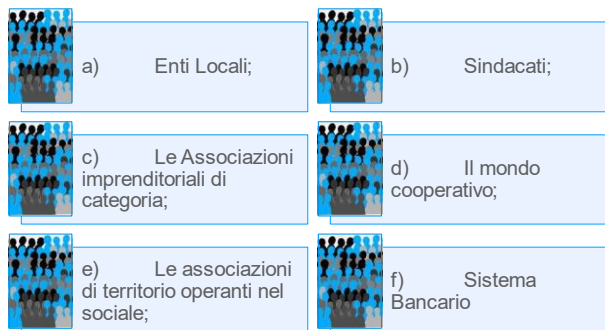 a) Enti Locali;
b) Sindacati;
c) Le Associazioni
imprenditoriali di
categoria;
d) Il mondo
cooperativo;
e) Le associazioni
di territorio operanti nel
sociale;
f) Sistema
Bancario